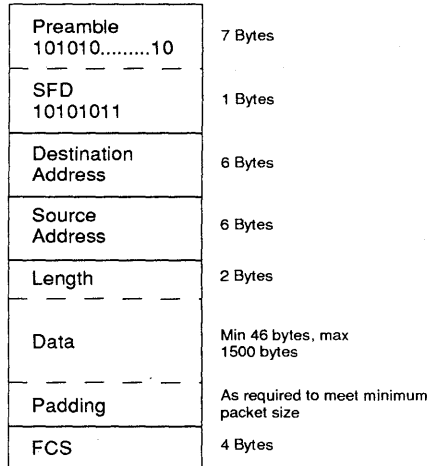 Preamble
101010.........10
7 Bytes
SFD
10101011
1 Byte
Destination
Address
6 Bytes
Source
Address
6 Bytes
Length
2 Bytes
Data
Min 46 bytes, max
1500 bytes
Padding
As required to meet minimum
packet size
FCS
4 Bytes